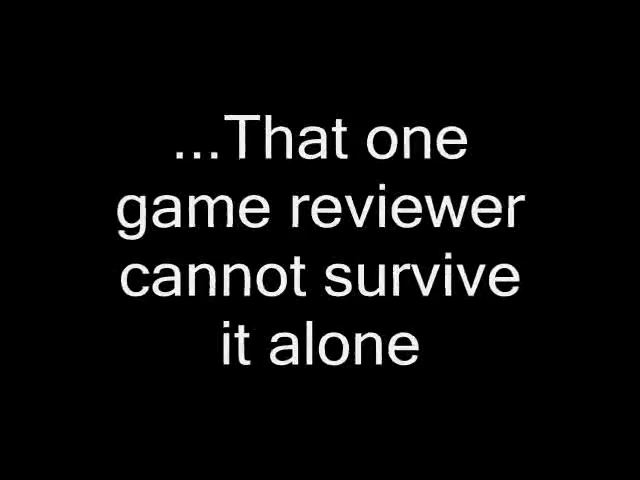 ...That one
game reviewer
cannot survive
it alone